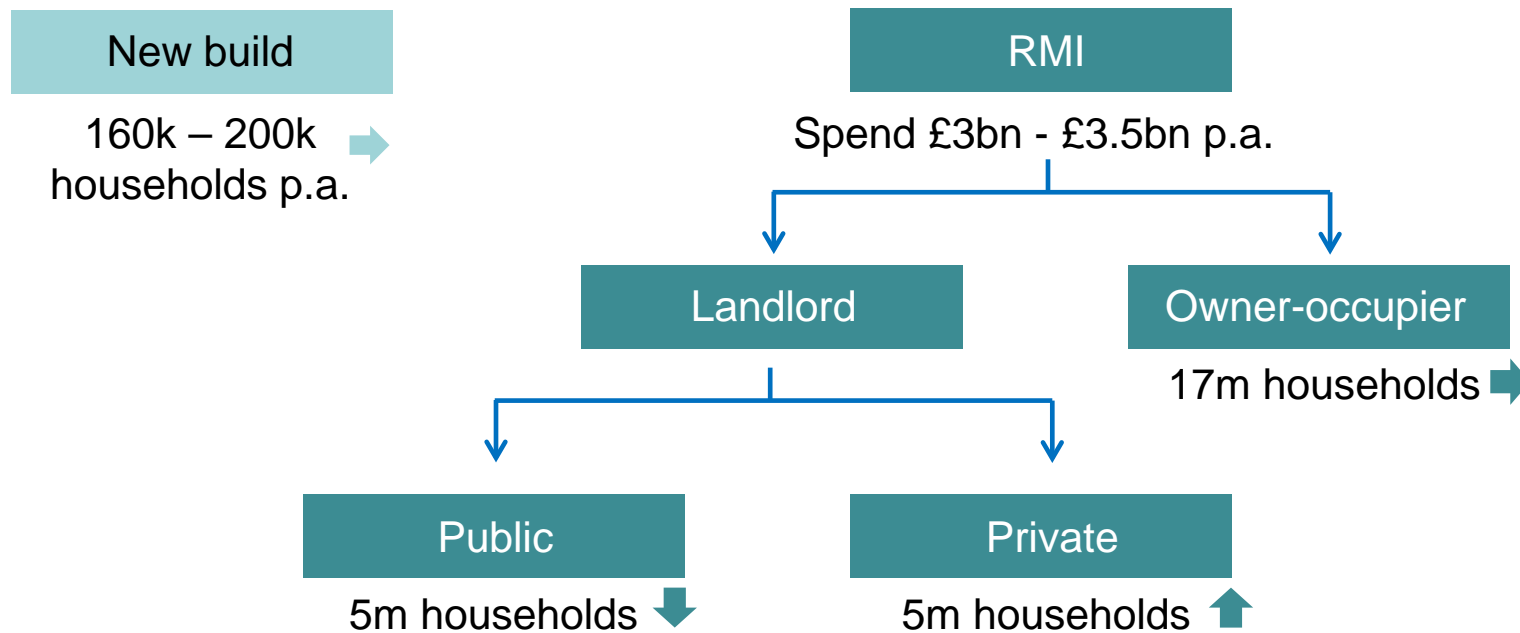 New build
160k – 200k
households p.a.
RMI
Spend £3bn - £3.5bn p.a.
Landlord
Owner-occupier
17m households
Public
5m households
Private
5m households